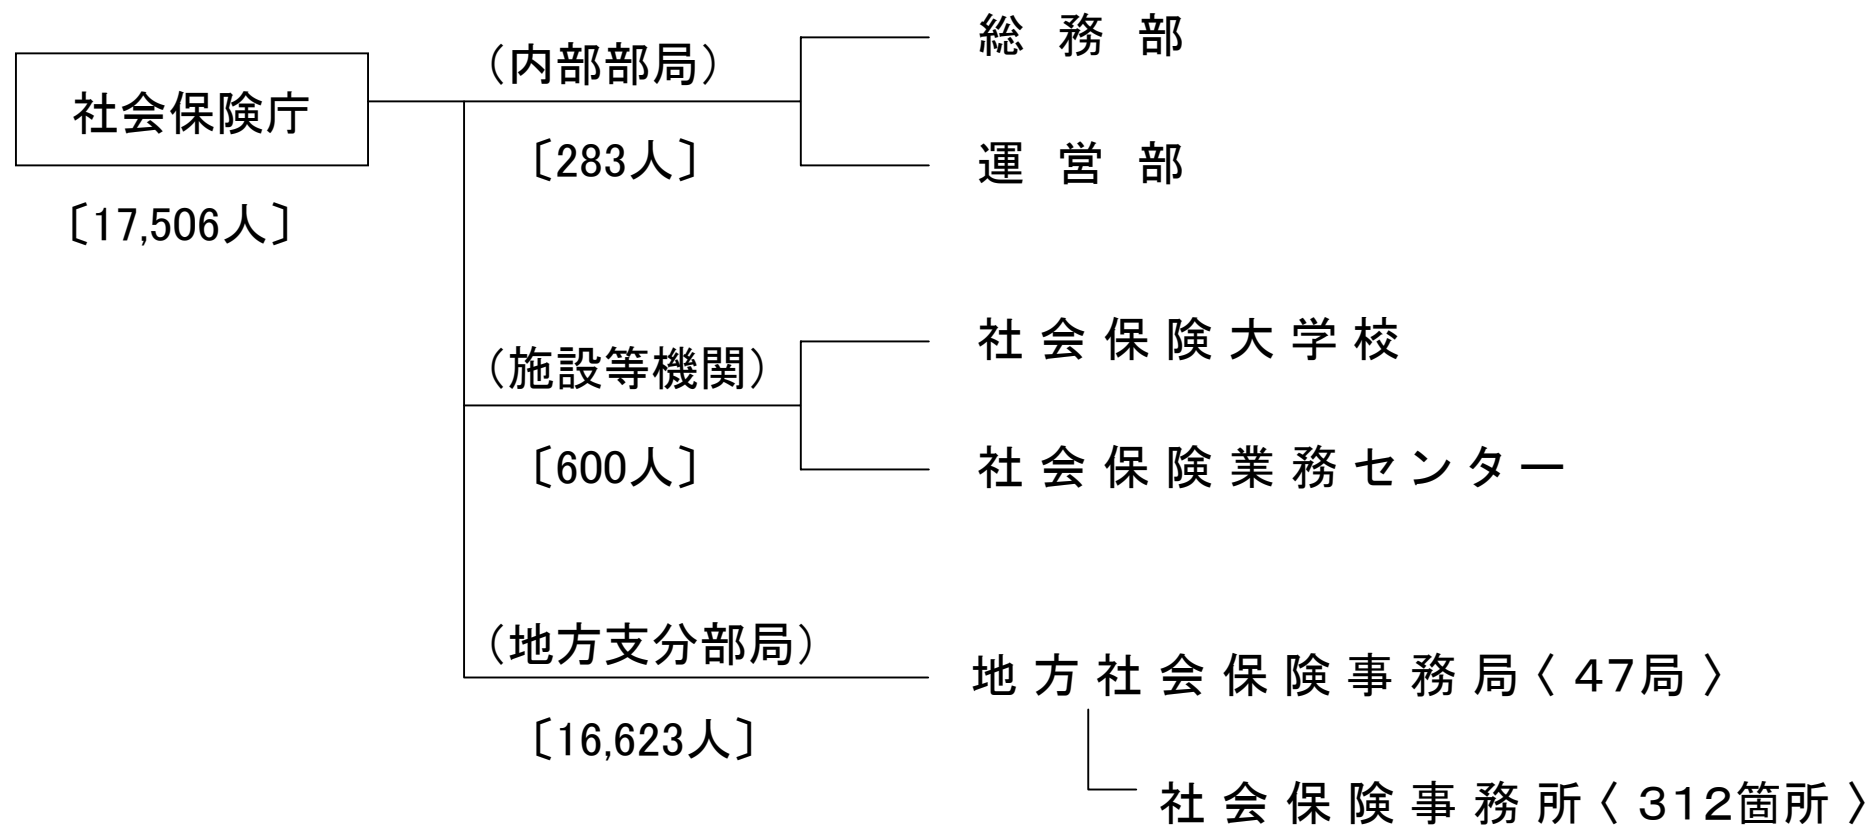 社会保険庁
〔17,506人〕
（内部部局）
〔283人〕
総務部
運営部
（施設等機関）
〔600人〕
社会保険大学校
社会保険業務センター
（地方支分部局）
〔16,623人〕
地方社会保険事務局〈47局〉
社会保険事務所〈312箇所〉